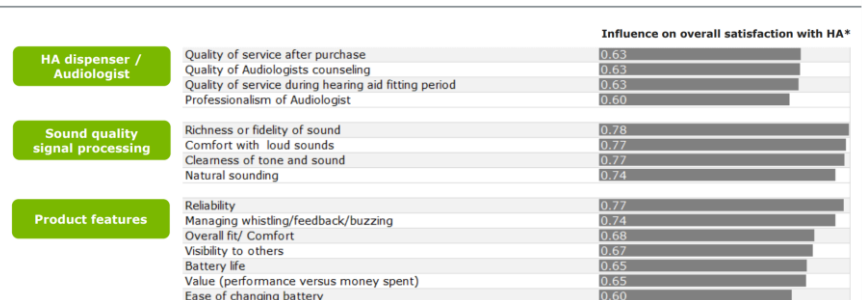 Influence on overall satisfaction with HA*
HA dispenser /
Audiologist
Quality of service after purchase 0.63
Quality of Audiologists counseling 0.63
Quality of service during hearing aid fitting period 0.63
Professionalism of Audiologist 0.60
Sound quality
signal processing
Richness or fidelity of sound 0.78
Comfort with loud sounds 0.77
Clearness of tone and sound 0.77
Natural sounding 0.74
Product features
Reliability 0.77
Managing whistling/feedback/buzzing 0.74
Overall fit/ Comfort 0.68
Visibility to others 0.67
Battery life 0.65
Value (performance versus money spent) 0.65
Ease of changing battery 0.60